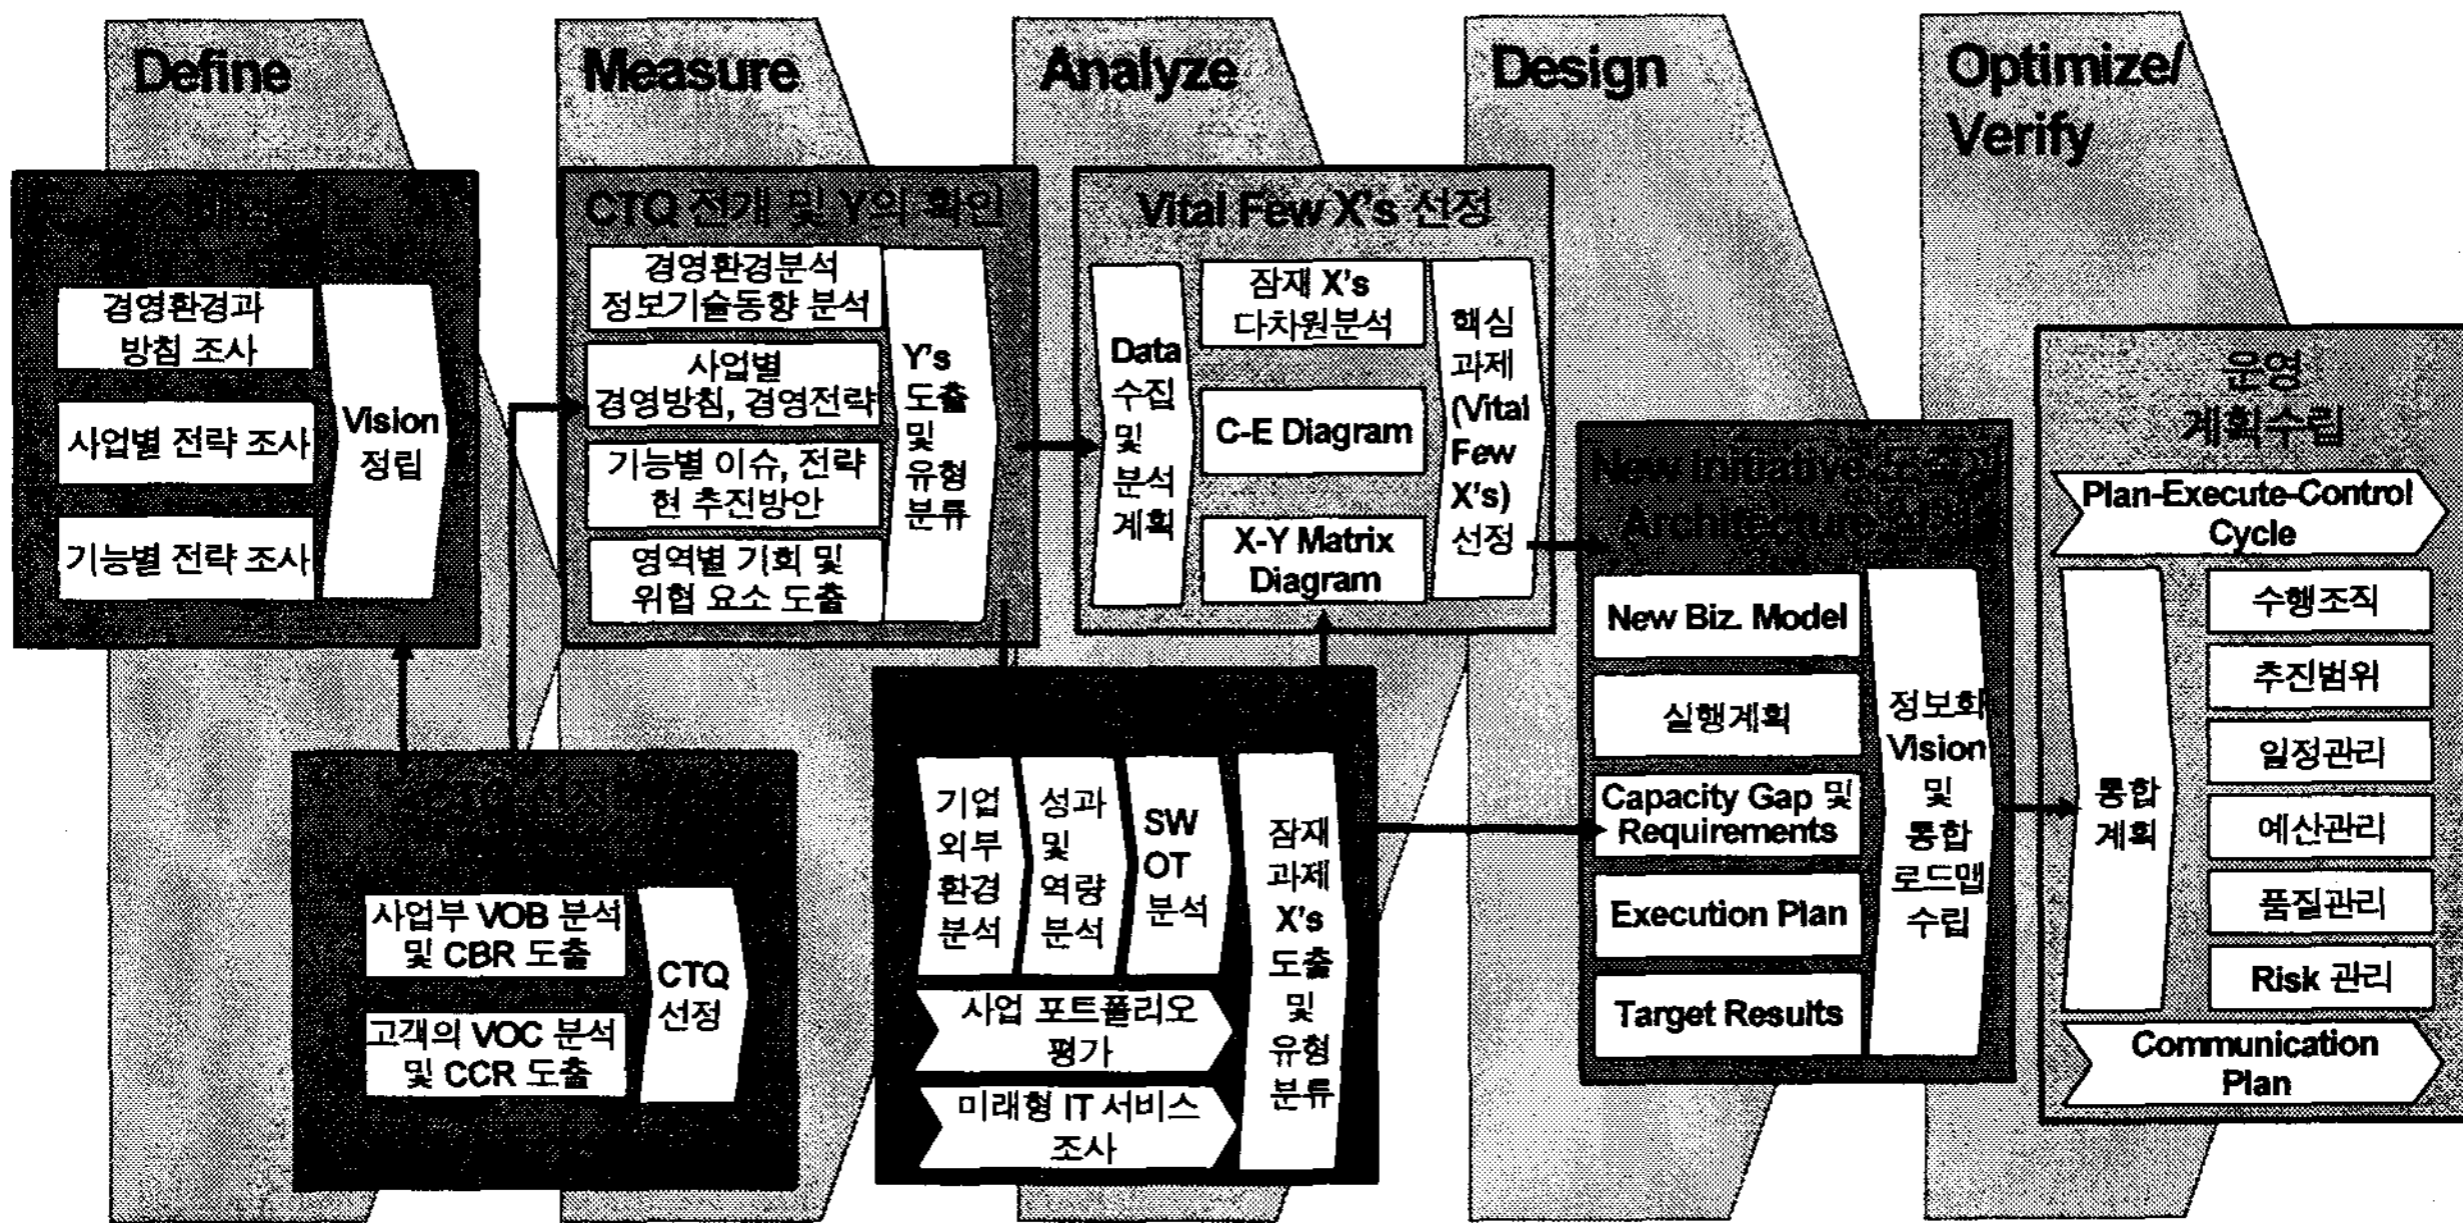 Define
Measure
Analyze
Design
Optimize/
Verify
경영환경과
방침 조사
사업별 전략 조사
기능별 전략 조사
Vision
정립
사업부 VOB 분석
및 CBR 도출
고객의 VOC 분석
및 CCR 도출
CTQ
선정
CTQ 전개 및 Y의 확인
경영환경분석
정보기술동향 분석
사업별
경영방침, 경영전략
기능별 이슈, 전략
현 추진방안
영역별 기회 및
위협 요소 도출
Y's
도출
및
유형
분류
Vital Few X's 선정
Data
수집
및
분석
계획
잠재 X's
다차원분석
C-E Diagram
X-Y Matrix
Diagram
핵심
과제
(Vital
Few
X's)
선정
기업
외부
환경
분석
성과
및
역량
분석
SW
OT
분석
사업 포트폴리오
평가
미래형 IT 서비스
조사
잠재
과제
X's
도출
및
유형
분류
New Initiative
Architecture
New Biz. Model
실행계획
Capacity Gap 및
Requirements
Execution Plan
Target Results
정보화
Vision
및
통합
로드맵
수립
운영
계획수립
Plan-Execute-Control
Cycle
통합
계획
수행조직
추진범위
일정관리
예산관리
품질관리
Risk 관리
Communication
Plan